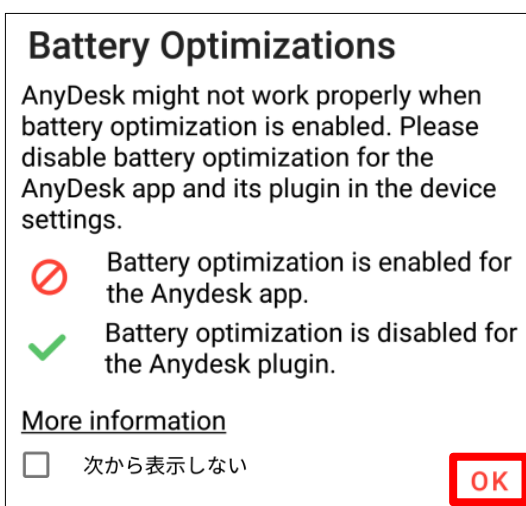 Battery Optimizations
AnyDesk might not work properly when
battery optimization is enabled. Please
disable battery optimization for the
AnyDesk app and its plugin in the device
settings.
Battery optimization is enabled for
the Anydesk app.
Battery optimization is disabled for
the Anydesk plugin.
More information
次から表示しない
OK